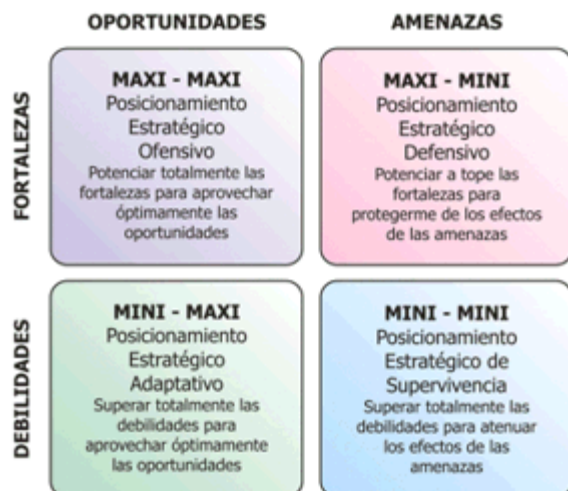 OPORTUNIDADES
AMENAZAS
FORTALEZAS
MAXI - MAXI
Posicionamiento
Estratégico
Ofensivo
Potenciar totalmente las
fortalezas para aprovechar
óptimamente las
oportunidades
MAXI - MINI
Posicionamiento
Estratégico
Defensivo
Potenciar a tope las
fortalezas para
protegerme de los efectos
de las amenazas
DEBILIDADES
MINI - MAXI
Posicionamiento
Estratégico
Adaptativo
Superar totalmente las
debilidades para
aprovechar óptimamente
las oportunidades
MINI - MINI
Posicionamiento
Estratégico de
Supervivencia
Superar totalmente las
debilidades para atenuar
los efectos de las
amenazas